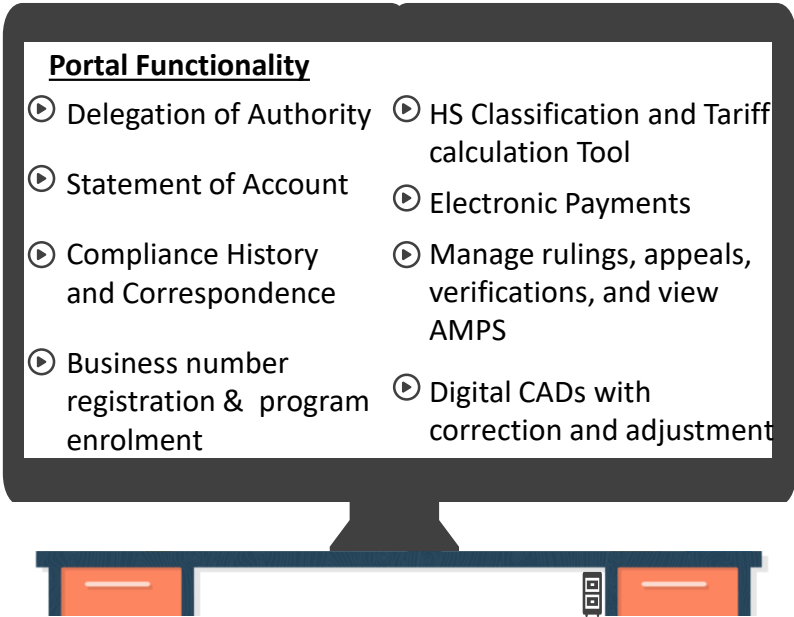 Portal Functionality
Delegation of Authority
Statement of Account
Compliance History
and Correspondence
Business number
registration & program
enrolment
HS Classification and Tariff
calculation Tool
Electronic Payments
Manage rulings, appeals,
verifications, and view
AMPS
Digital CADs with
correction and adjustment